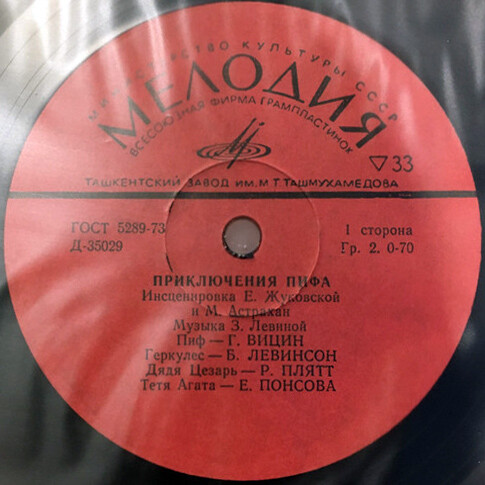 МИНИСТЕРСТВО КУЛЬТУРЫ СССР
МЕЛОДИЯ
ВСЕСОЮЗНАЯ ФИРМА ГРАМПЛАСТИНОК
▽33
ТАШКЕНТСКИЙ ЗАВОД ИМ. М.Т. ТАШМУХАМЕДОВА
ГОСТ 5289-73
Д-35029
1 сторона
Гр. 2. 0-70
ПРИКЛЮЧЕНИЯ ПИФА
Инсценировка Е. Жуковской
и М. Астрахан
Музыка З. Левиной
Пиф — Г. ВИЦИН
Геркулес — Б. ЛЕВИНСОН
Дядя Цезарь — Р. ПЛЯТТ
Тетя Агата — Е. ПОНСОВА